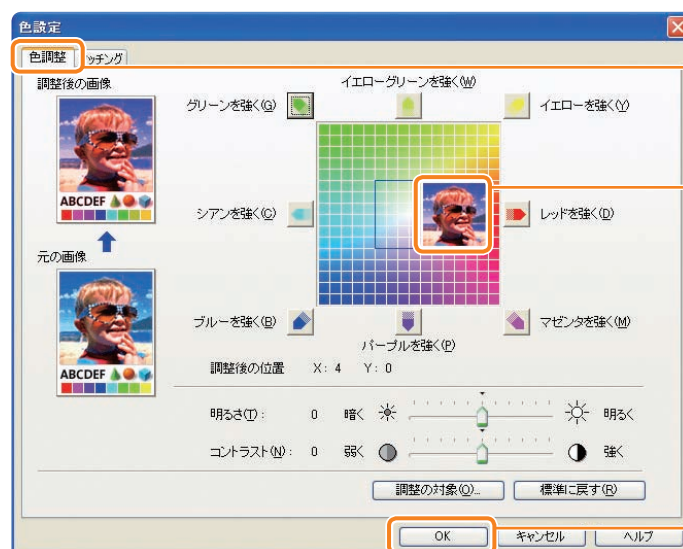 色設定
色調整 ッチング
調整後の画像
イエローグリーンを強く(W)
グリーンを強く(G) イエローを強く(Y)
ABCDEF
シアンを強く(C) レッドを強く(D)
元の画像
ブルーを強く(B) マゼンタを強く(M)
パープルを強く(P)
ABCDEF
調整後の位置 X: 4 Y: 0
明るさ(T): 0 暗く 明るく
コントラスト(N): 0 弱く 強く
調整の対象(O)... 標準に戻す(R)
OK キャンセル ヘルプ